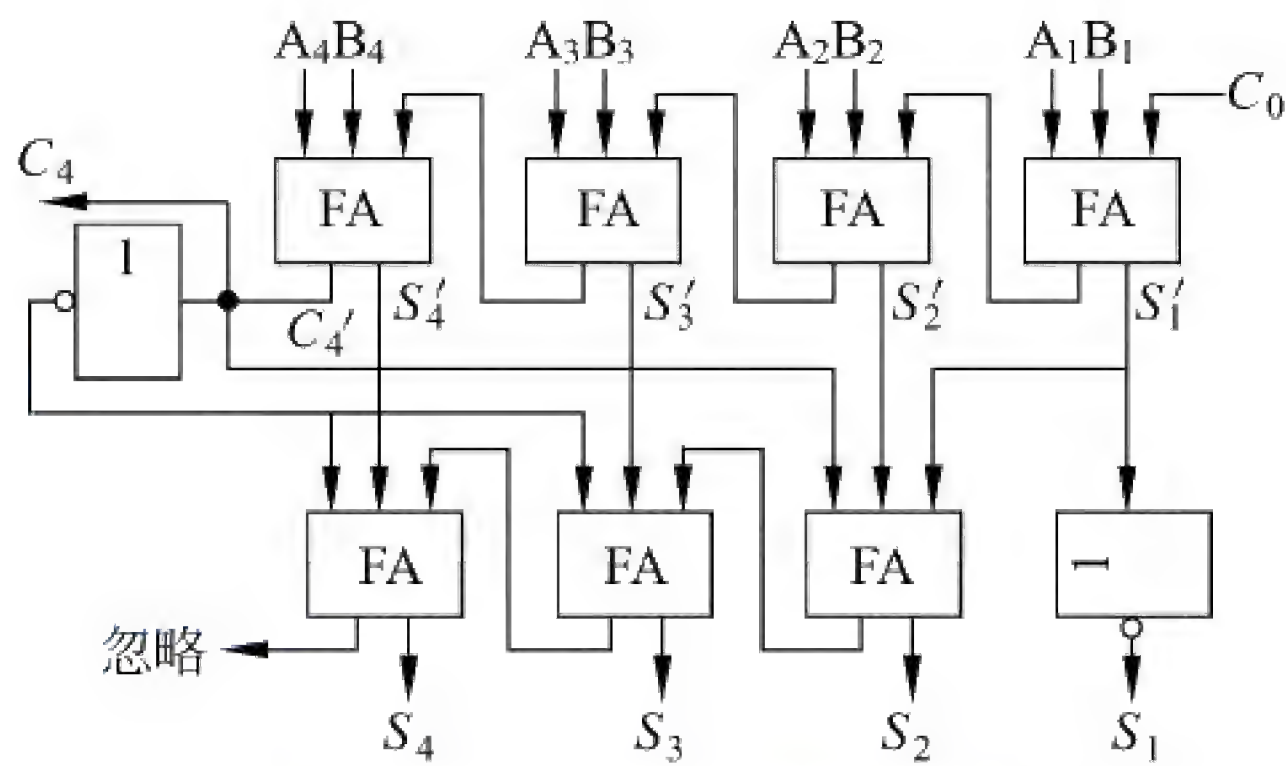 A₄B₄ A₃B₃ A₂B₂ A₁B₁
C₀
C₄
FA FA FA FA
1
C₄′ S₄′ S₃′ S₂′ S₁′
FA FA FA 1
忽略
S₄ S₃ S₂ S₁